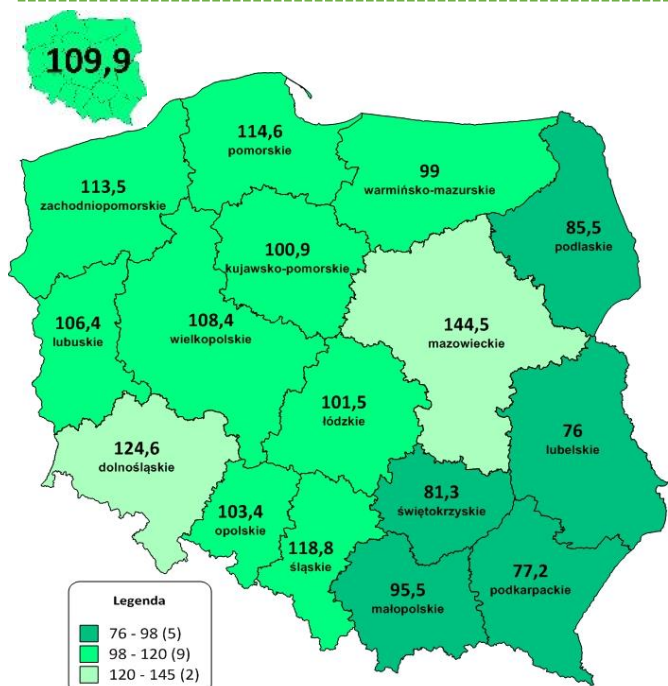 109,9
114,6
pomorskie
99
warmińsko-mazurskie
113,5
zachodniopomorskie
85,5
podlaskie
100,9
kujawsko-pomorskie
106,4
lubuskie
108,4
wielkopolskie
144,5
mazowieckie
101,5
łódzkie
76
lubelskie
124,6
dolnośląskie
81,3
świętokrzyskie
103,4
opolskie
118,8
śląskie
95,5
małopolskie
77,2
podkarpackie
Legenda
76 - 98 (5)
98 - 120 (9)
120 - 145 (2)